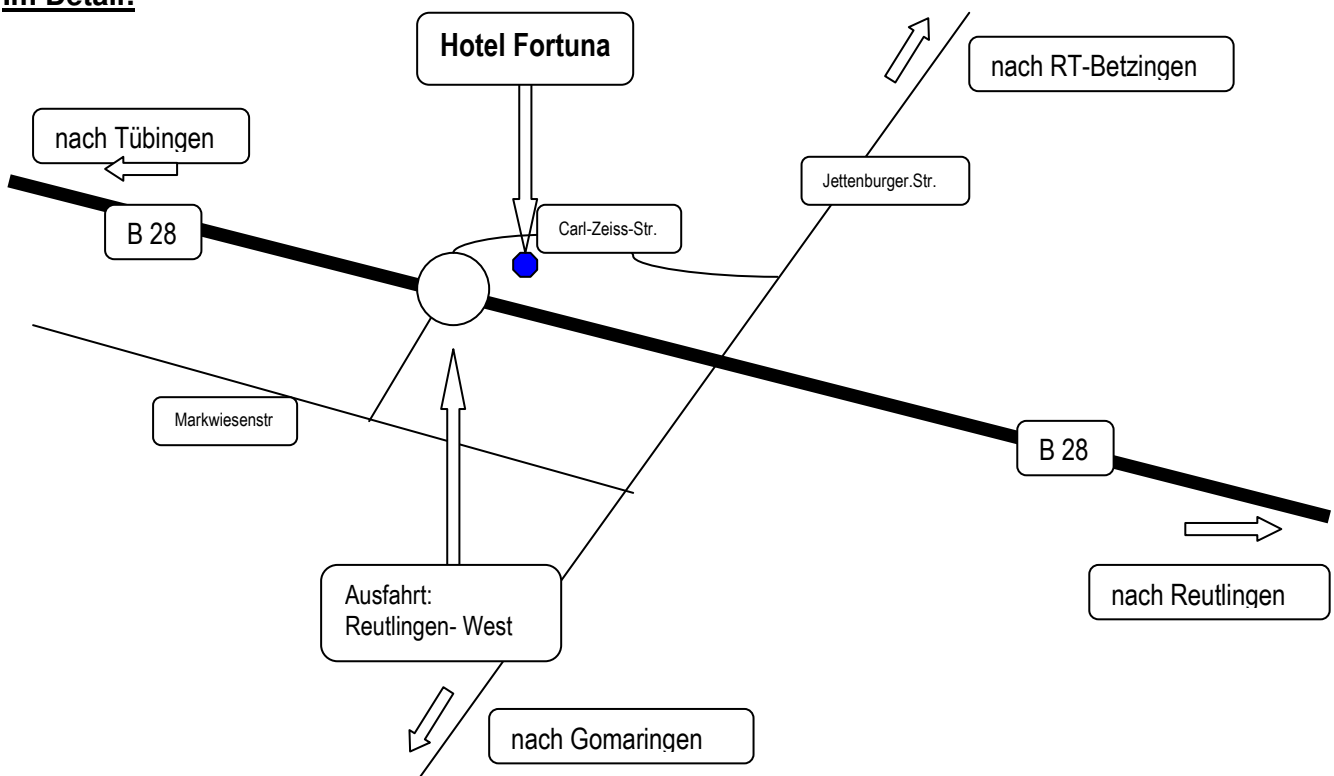 Im Detail:
Hotel Fortuna
nach RT-Betzingen
nach Tübingen
Jettenburger.Str.
B 28
Carl-Zeiss-Str.
Markwiesenstr
B 28
Ausfahrt:
Reutlingen- West
nach Reutlingen
nach Gomaringen